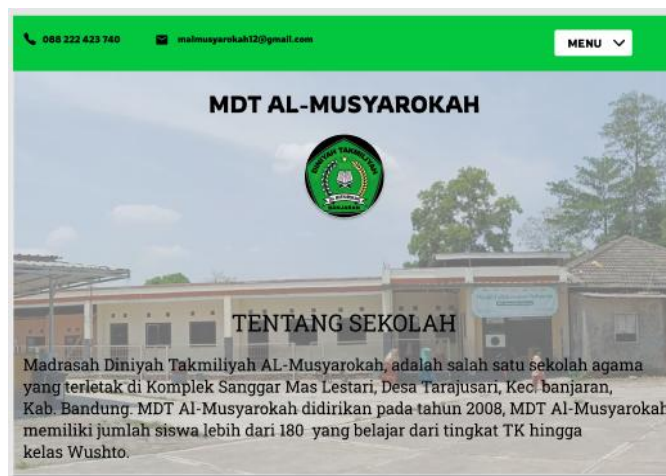 088 222 423 740
malmusyarokah12@gmail.com
MENU
MDT AL-MUSYAROKAH
DINIYAH TAKMILIYAH
BANJARAN
TENTANG SEKOLAH
Madrasah Diniyah Takmiliyah AL-Musyarokah, adalah salah satu sekolah agama
yang terletak di Komplek Sanggar Mas Lestari, Desa Tarajusari, Kec. banjaran,
Kab. Bandung. MDT Al-Musyarokah didirikan pada tahun 2008, MDT Al-Musyarokah
memiliki jumlah siswa lebih dari 180 yang belajar dari tingkat TK hingga
kelas Wushto.